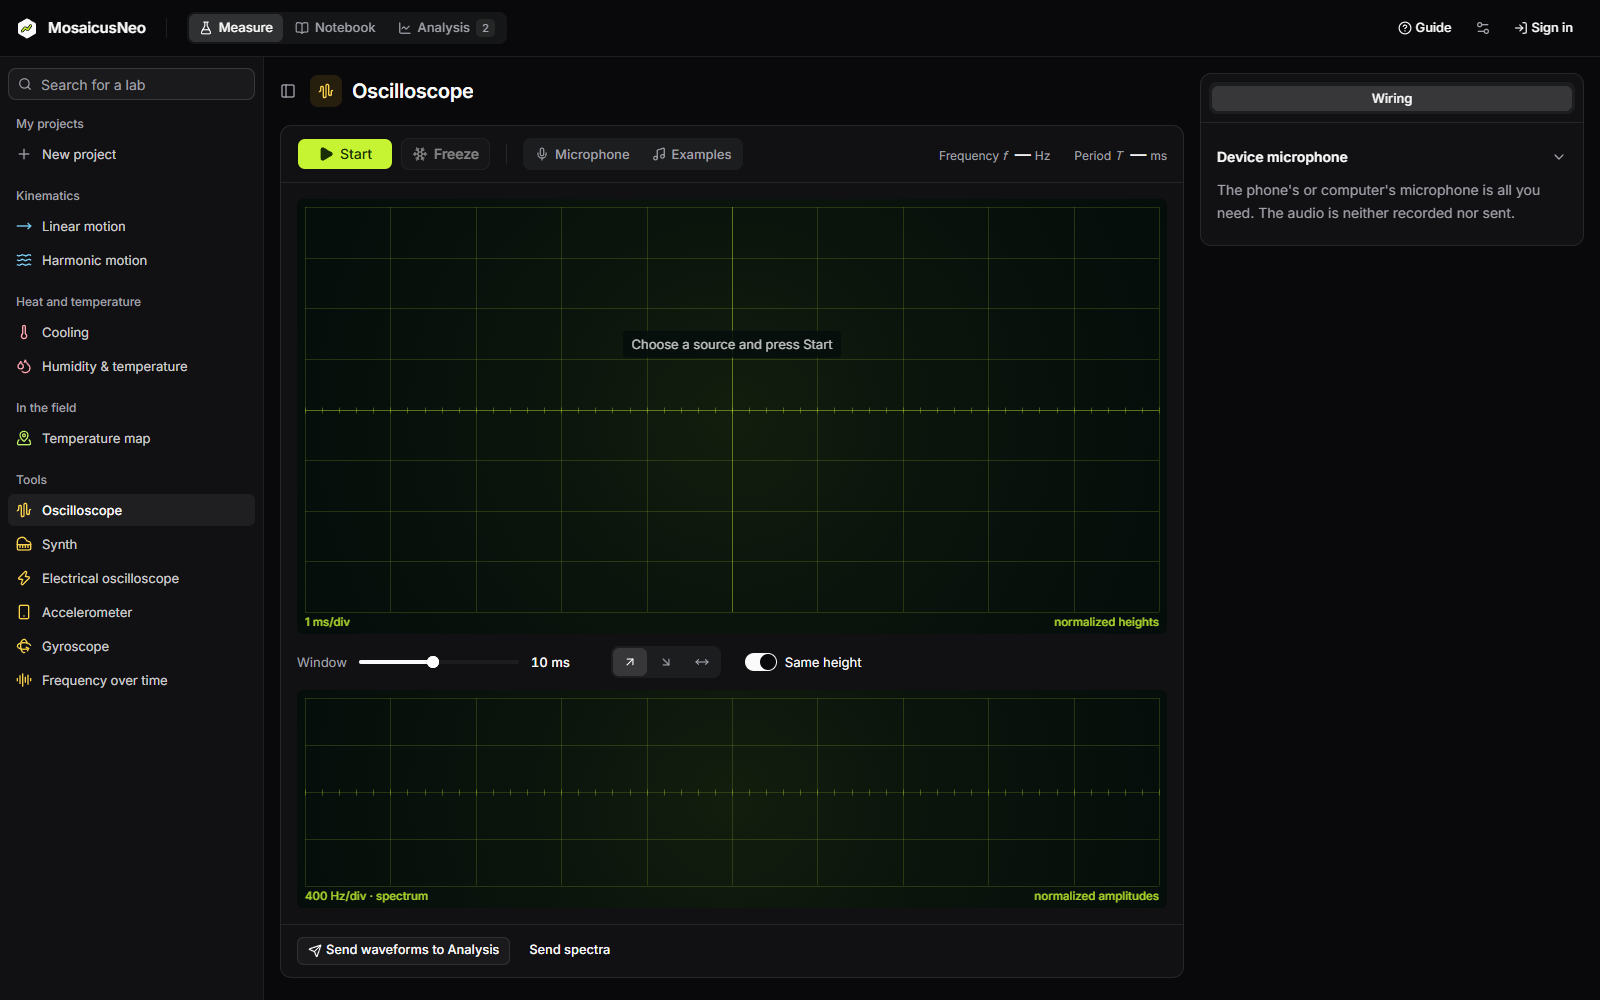 MosaicusNeo
Measure
Notebook
Analysis 2
Guide
Sign in
Search for a lab
My projects
New project
Kinematics
Linear motion
Harmonic motion
Heat and temperature
Cooling
Humidity & temperature
In the field
Temperature map
Tools
Oscilloscope
Synth
Electrical oscilloscope
Accelerometer
Gyroscope
Frequency over time
Oscilloscope
Start
Freeze
Microphone
Examples
Frequency f — Hz
Period T — ms
Choose a source and press Start
1 ms/div
normalized heights
Window
10 ms
Same height
400 Hz/div · spectrum
normalized amplitudes
Send waveforms to Analysis
Send spectra
Wiring
Device microphone
The phone's or computer's microphone is all you
need. The audio is neither recorded nor sent.